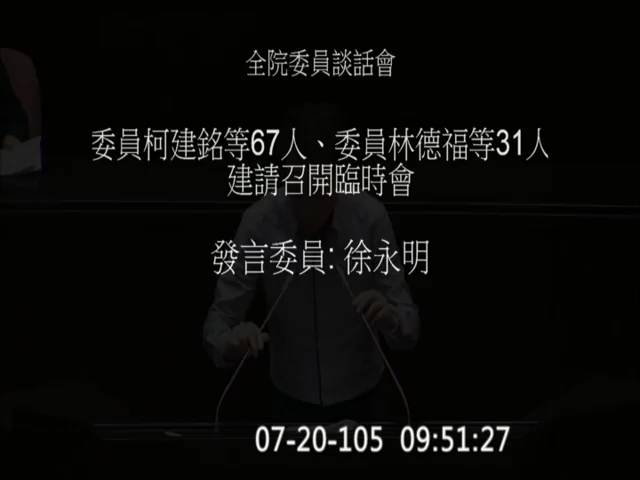 全院委員談話會
委員柯建銘等67人、委員林德福等31人
建請召開臨時會
發言委員: 徐永明
07-20-105 09:51:27